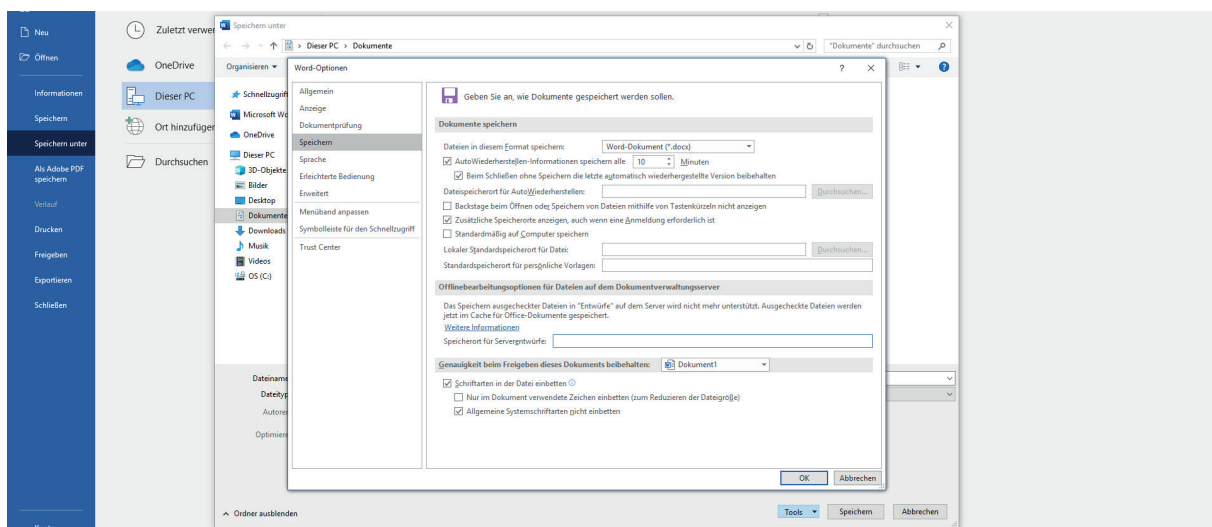 Neu
Öffnen
Informationen
Speichern
Speichern unter
Als Adobe PDF
speichern
Verlauf
Drucken
Freigeben
Exportieren
Schließen
Zuletzt verwer
OneDrive
Dieser PC
Ort hinzufüger
Durchsuchen
Speichern unter
Dieser PC › Dokumente
"Dokumente" durchsuchen
Organisieren
Schnellzugriff
Microsoft Wo
OneDrive
Dieser PC
3D-Objekte
Bilder
Desktop
Dokumente
Downloads
Musik
Videos
OS (C:)
Dateiname
Dateityp
Autore
Optimiere
Ordner ausblenden
Tools
Speichern
Abbrechen
Word-Optionen
Allgemein
Anzeige
Dokumentprüfung
Speichern
Sprache
Erleichterte Bedienung
Erweitert
Menüband anpassen
Symbolleiste für den Schnellzugriff
Trust Center
Geben Sie an, wie Dokumente gespeichert werden sollen.
Dokumente speichern
Dateien in diesem Format speichern: Word-Dokument (*.docx)
AutoWiederherstellen-Informationen speichern alle 10 Minuten
Beim Schließen ohne Speichern die letzte automatisch wiederhergestellte Version beibehalten
Dateispeicherort für AutoWiederherstellen: Durchsuchen...
Backstage beim Öffnen oder Speichern von Dateien mithilfe von Tastenkürzeln nicht anzeigen
Zusätzliche Speicherorte anzeigen, auch wenn eine Anmeldung erforderlich ist
Standardmäßig auf Computer speichern
Lokaler Standardspeicherort für Datei: Durchsuchen...
Standardspeicherort für persönliche Vorlagen:
Offlinebearbeitungsoptionen für Dateien auf dem Dokumentverwaltungsserver
Das Speichern ausgecheckter Dateien in "Entwürfe" auf dem Server wird nicht mehr unterstützt. Ausgecheckte Dateien werden
jetzt im Cache für Office-Dokumente gespeichert.
Weitere Informationen
Speicherort für Serverentwürfe:
Genauigkeit beim Freigeben dieses Dokuments beibehalten: Dokument1
Schriftarten in der Datei einbetten
Nur im Dokument verwendete Zeichen einbetten (zum Reduzieren der Dateigröße)
Allgemeine Systemschriftarten nicht einbetten
OK
Abbrechen